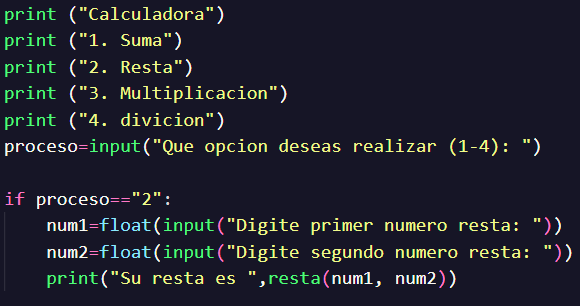 print ("Calculadora")
print ("1. Suma")
print ("2. Resta")
print ("3. Multiplicacion")
print ("4. divicion")
proceso=input("Que opcion deseas realizar (1-4): ")
if proceso=="2":
    num1=float(input("Digite primer numero resta: "))
    num2=float(input("Digite segundo numero resta: "))
    print("Su resta es ",resta(num1, num2))